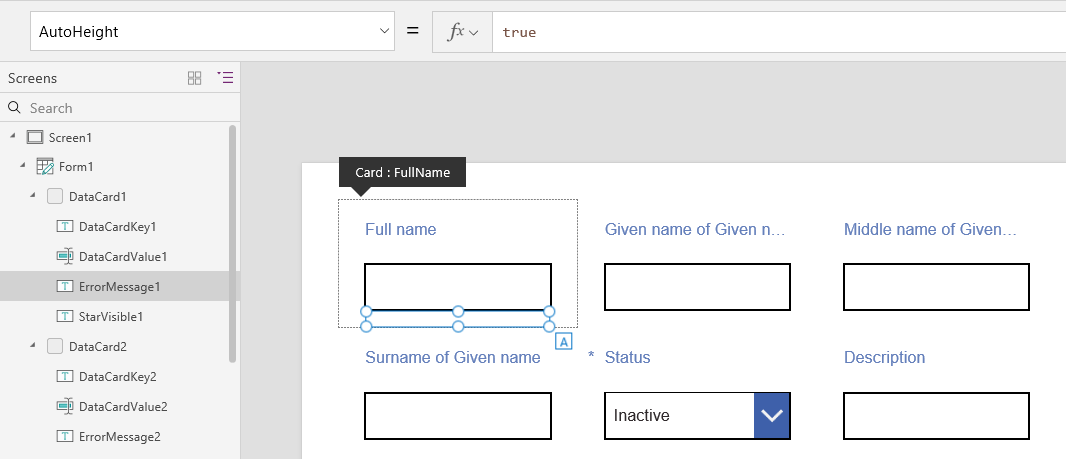 AutoHeight = fx true
Screens
Search
Screen1
Form1
DataCard1
DataCardKey1
DataCardValue1
ErrorMessage1
StarVisible1
DataCard2
DataCardKey2
DataCardValue2
ErrorMessage2
Card : FullName
Full name Given name of Given n... Middle name of Given...
A
Surname of Given name * Status Description
Inactive